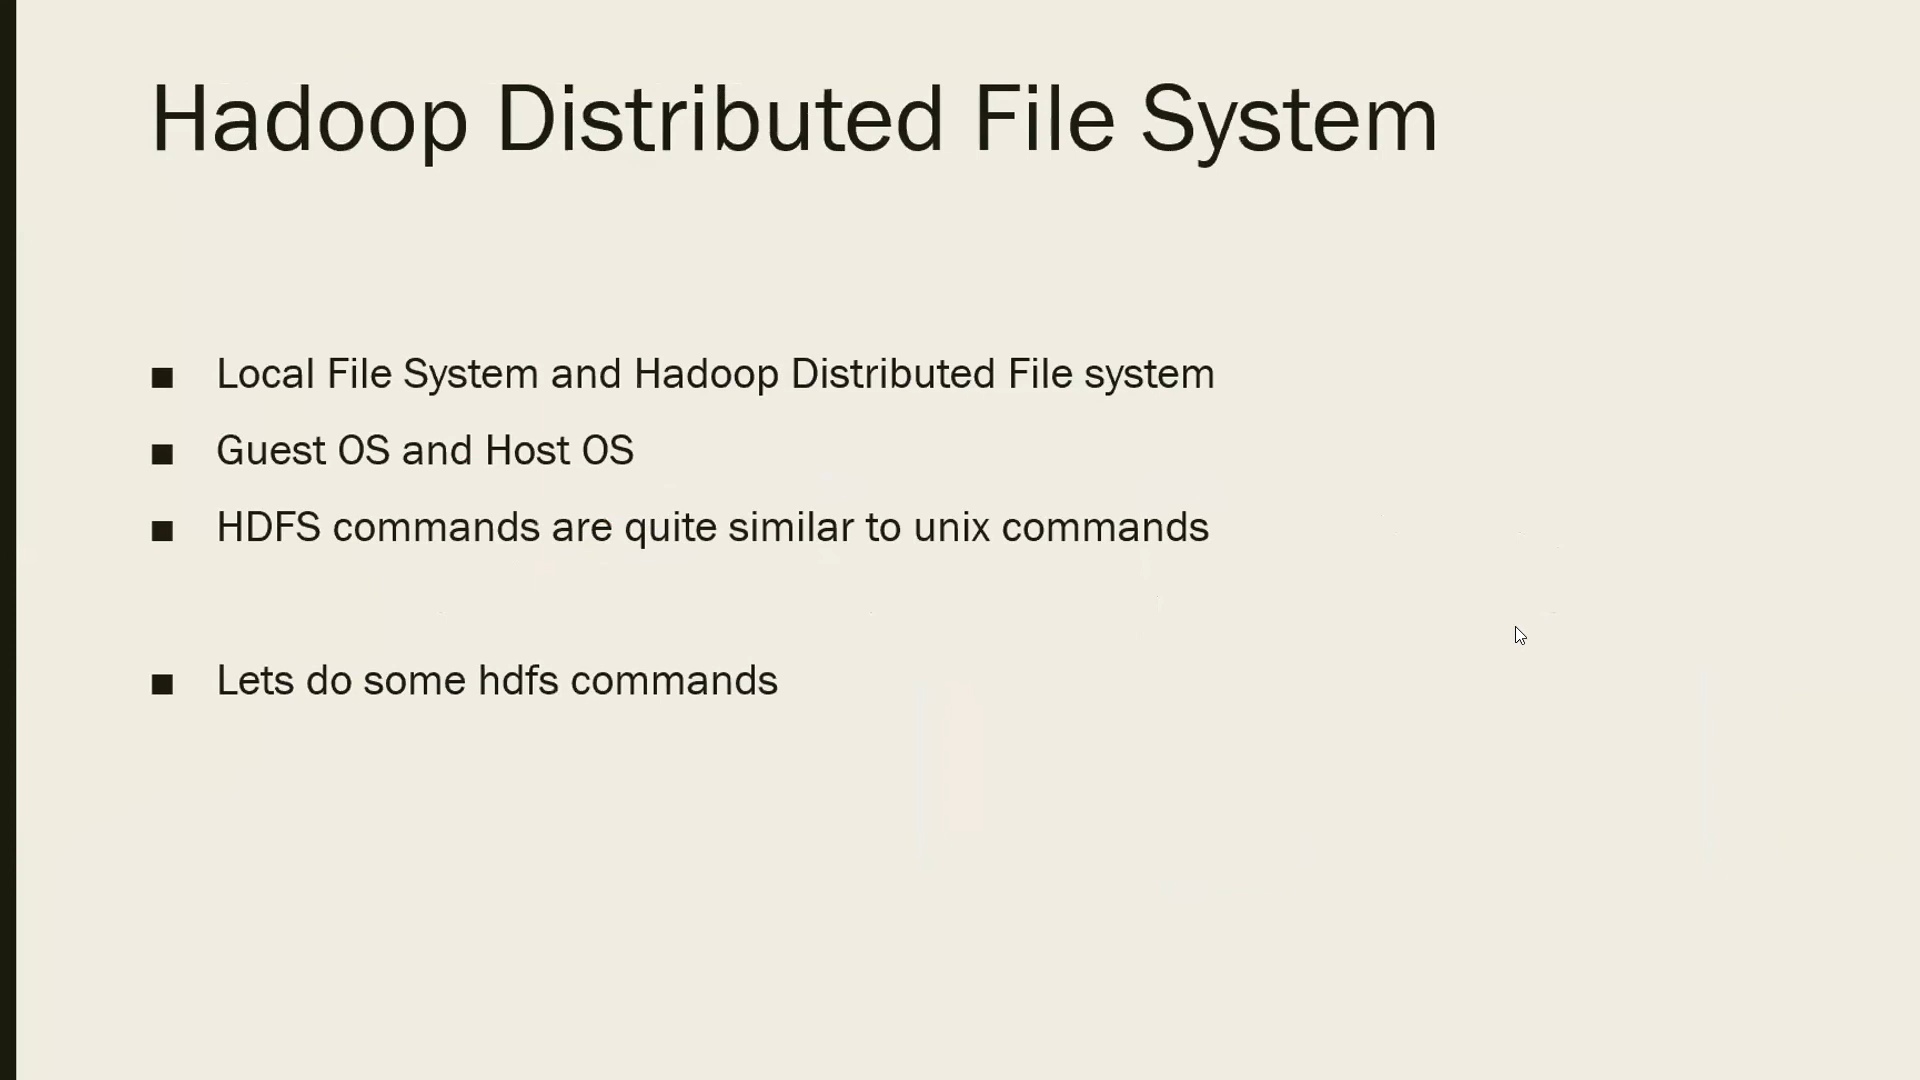 Hadoop Distributed File System
Local File System and Hadoop Distributed File system
Guest OS and Host OS
HDFS commands are quite similar to unix commands
Lets do some hdfs commands